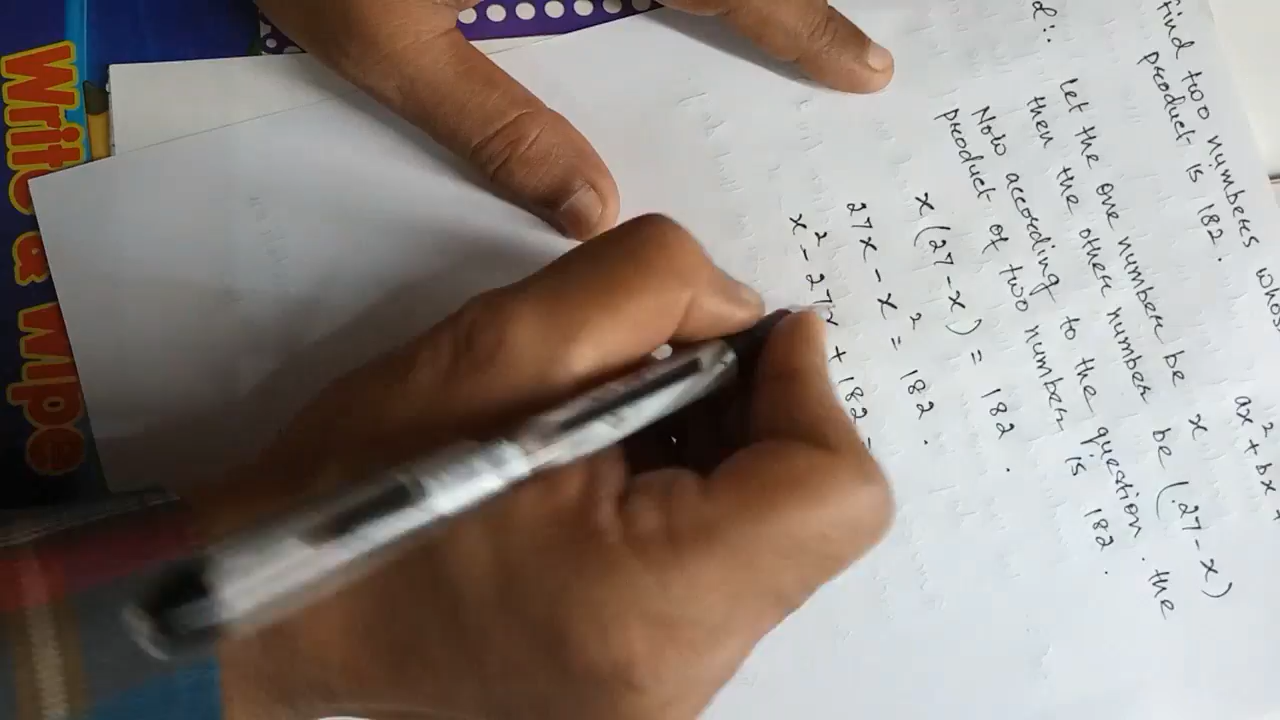 find two numbers whos
product is 182.
ax² + bx +
d:. let the one number be x
then the other number be (27-x)
Now according to the question. the
product of two number is 182.
x(27-x) = 182.
27x - x² = 182.
x² - 27x + 182 =
Write & Wipe